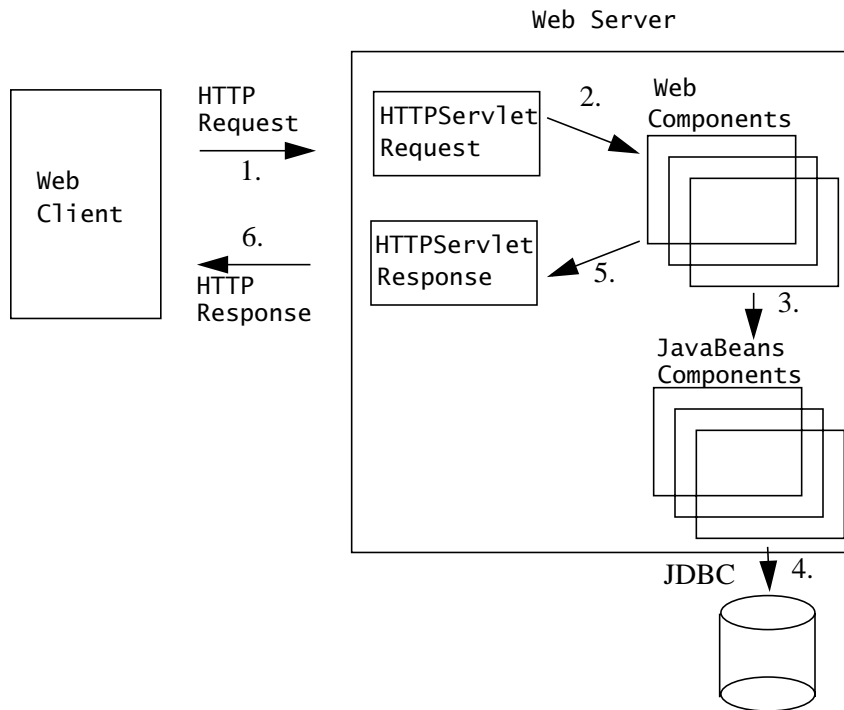 Web Server
HTTP
Request
1.
Web
Client
6.
HTTP
Response
HTTPServlet
Request
2.
Web
Components
HTTPServlet
Response
5.
3.
JavaBeans
Components
JDBC
4.